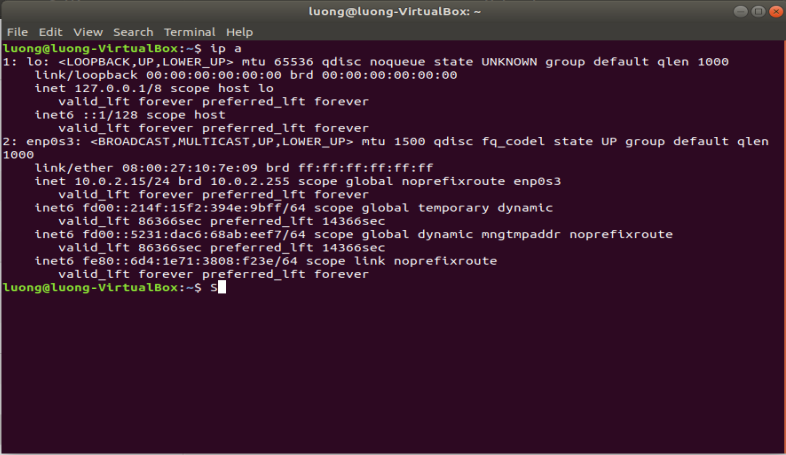 luong@luong-VirtualBox: ~
File Edit View Search Terminal Help
luong@luong-VirtualBox:~$ ip a
1: lo: <LOOPBACK,UP,LOWER_UP> mtu 65536 qdisc noqueue state UNKNOWN group default qlen 1000
    link/loopback 00:00:00:00:00:00 brd 00:00:00:00:00:00
    inet 127.0.0.1/8 scope host lo
       valid_lft forever preferred_lft forever
    inet6 ::1/128 scope host
       valid_lft forever preferred_lft forever
2: enp0s3: <BROADCAST,MULTICAST,UP,LOWER_UP> mtu 1500 qdisc fq_codel state UP group default qlen
1000
    link/ether 08:00:27:10:7e:09 brd ff:ff:ff:ff:ff:ff
    inet 10.0.2.15/24 brd 10.0.2.255 scope global noprefixroute enp0s3
       valid_lft forever preferred_lft forever
    inet6 fd00::214f:15f2:394e:9bff/64 scope global temporary dynamic
       valid_lft 86366sec preferred_lft 14366sec
    inet6 fd00::5231:dac6:68ab:eef7/64 scope global dynamic mngtmpaddr noprefixroute
       valid_lft 86366sec preferred_lft 14366sec
    inet6 fe80::6d4:1e71:3808:f23e/64 scope link noprefixroute
       valid_lft forever preferred_lft forever
luong@luong-VirtualBox:~$ S